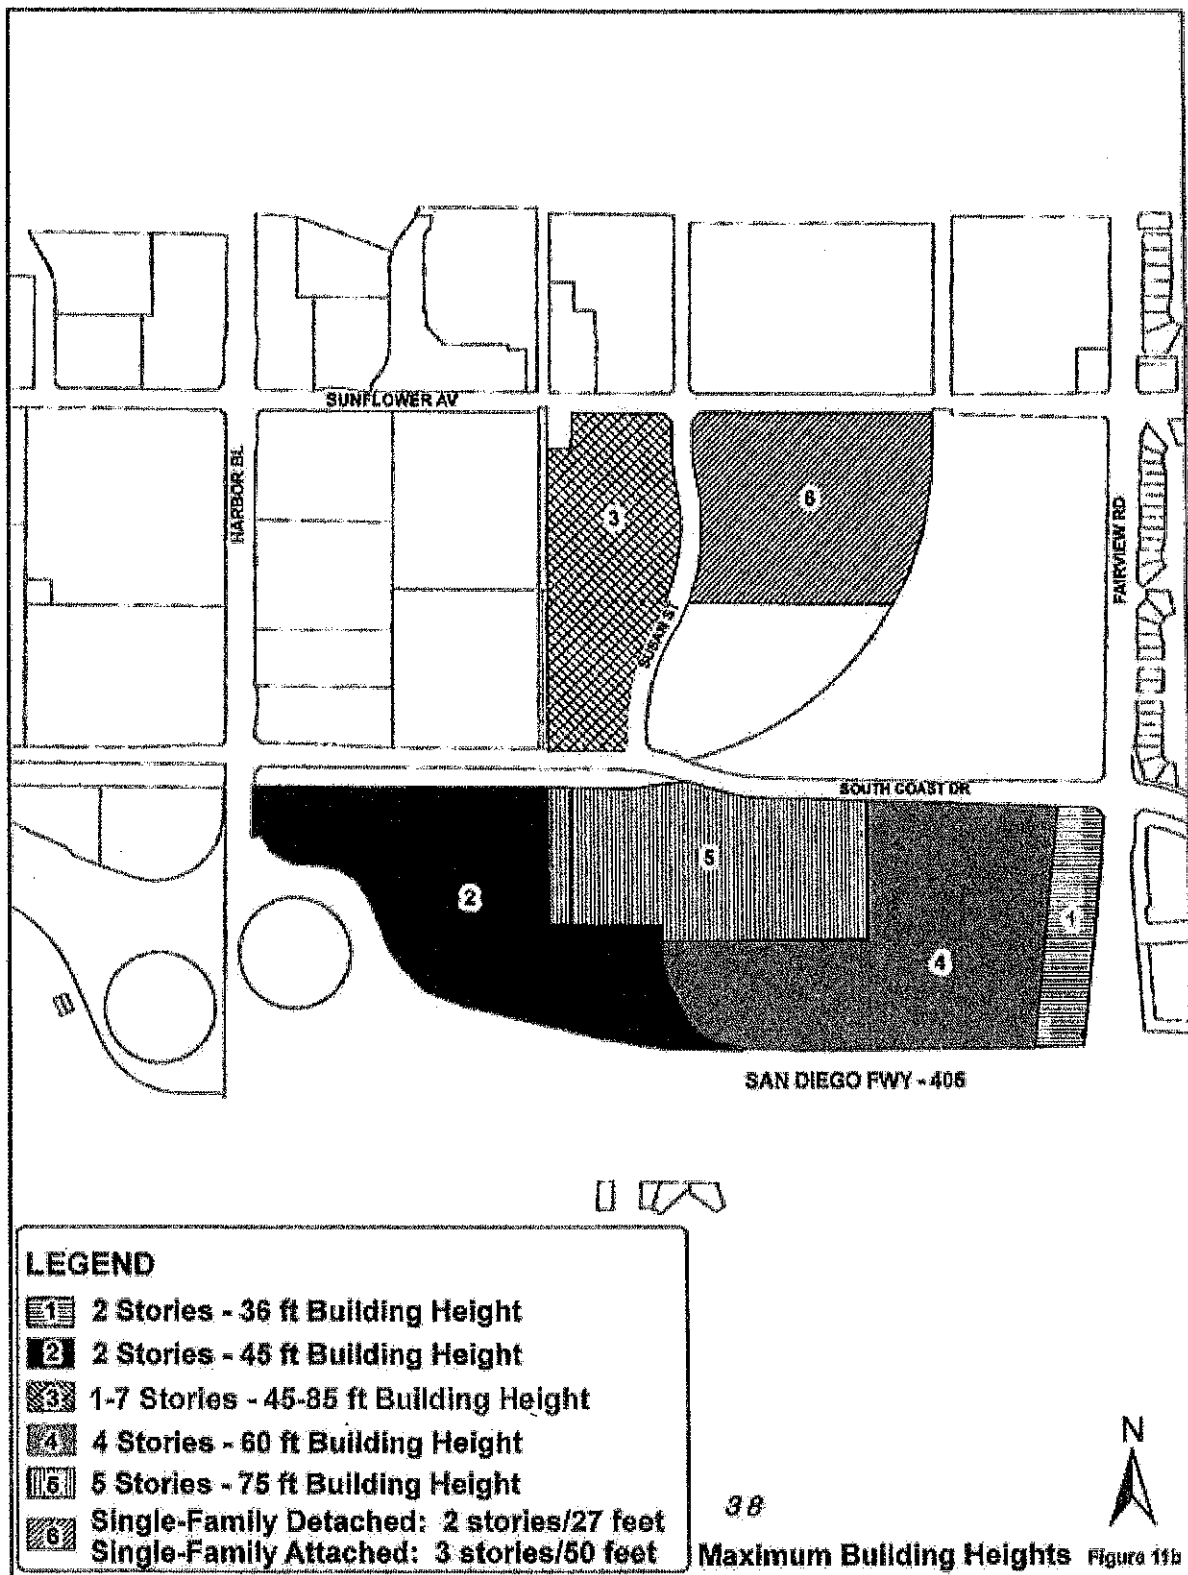 SUNFLOWER AV
HARBOR BL
3
6
FAIRVIEW RD
SUSAN ST
SOUTH COAST DR
5
2
1
4
SAN DIEGO FWY - 405
LEGEND
1 2 Stories - 36 ft Building Height
2 2 Stories - 45 ft Building Height
3 1-7 Stories - 45-85 ft Building Height
4 4 Stories - 60 ft Building Height
5 5 Stories - 75 ft Building Height
6 Single-Family Detached: 2 stories/27 feet
Single-Family Attached: 3 stories/50 feet
N
38
Maximum Building Heights Figure 11b